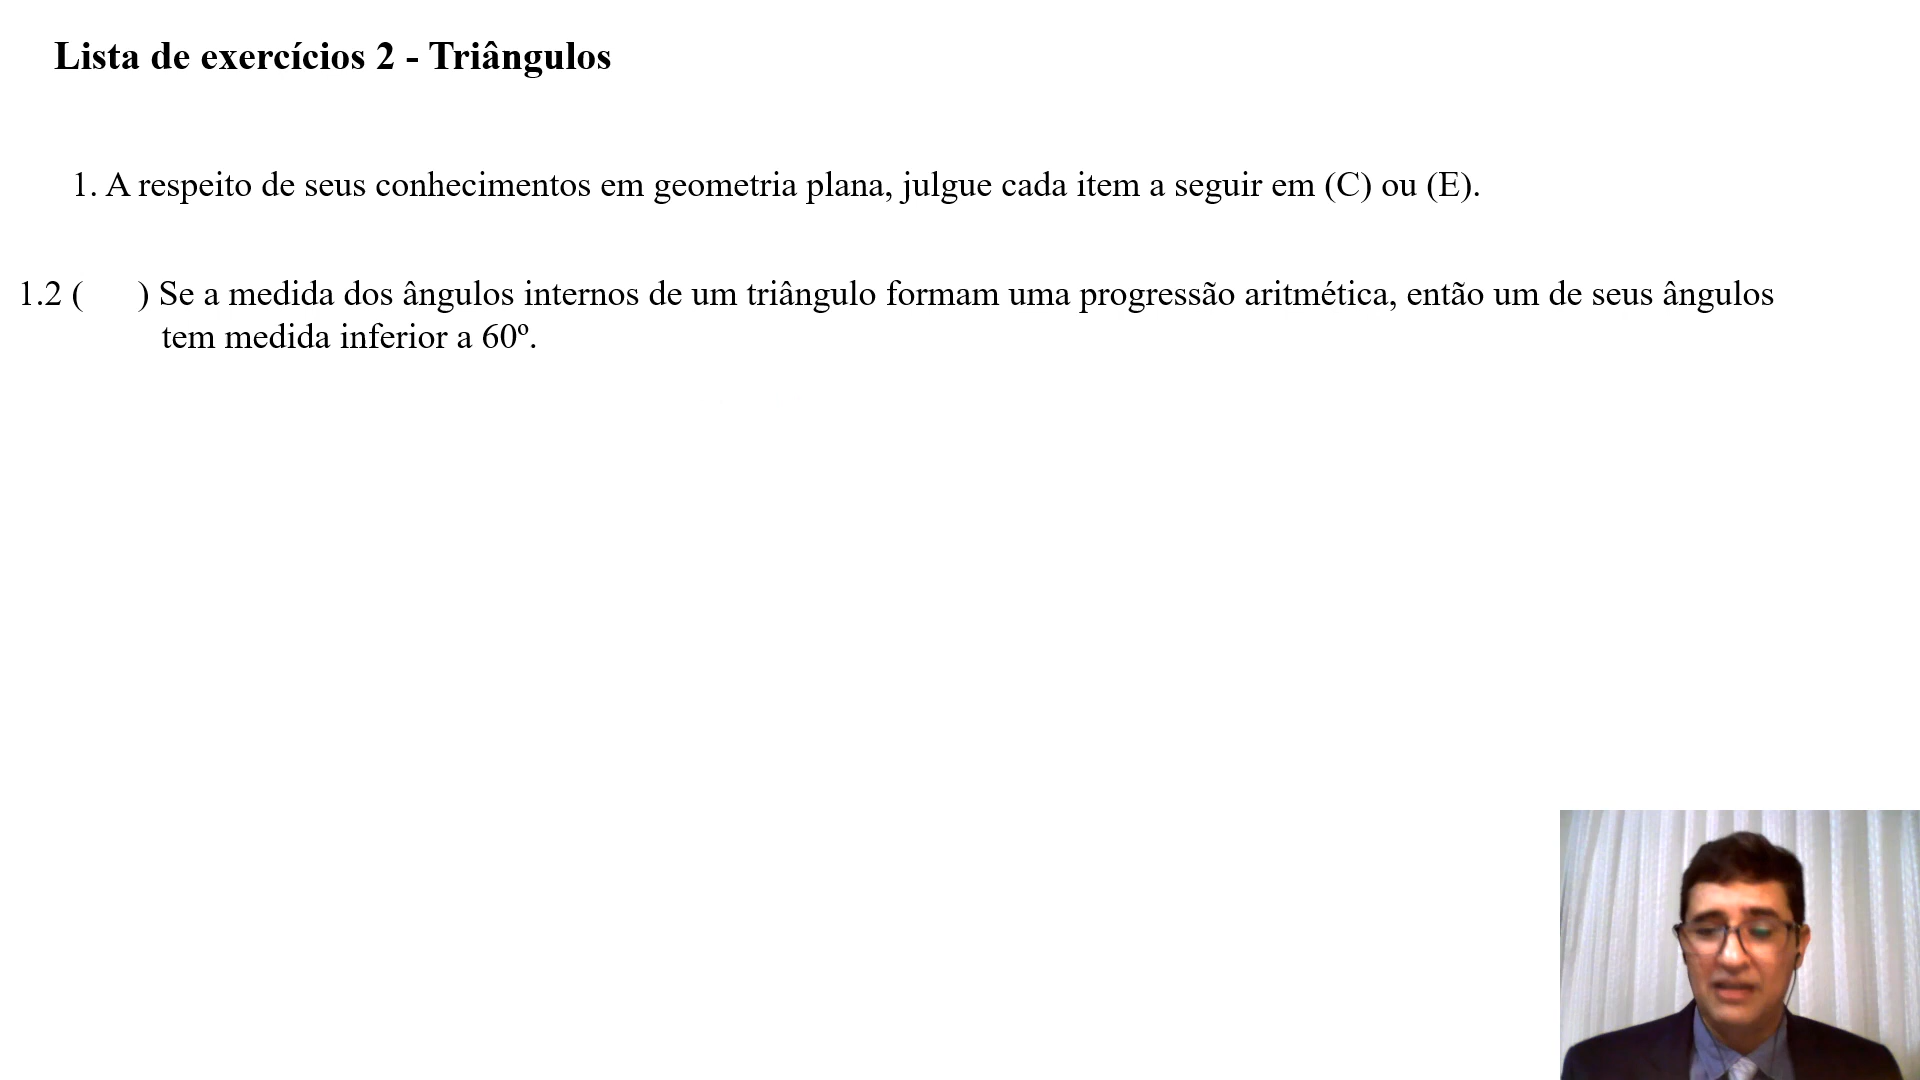 Lista de exercícios 2 - Triângulos
1. A respeito de seus conhecimentos em geometria plana, julgue cada item a seguir em (C) ou (E).
1.2 ( ) Se a medida dos ângulos internos de um triângulo formam uma progressão aritmética, então um de seus ângulos
tem medida inferior a 60º.